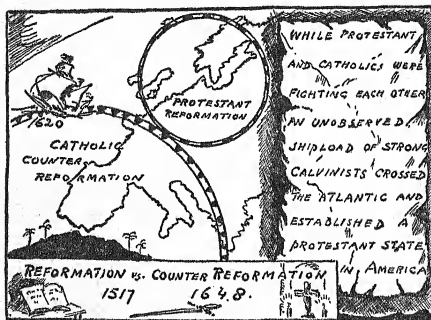 1620
CATHOLIC
COUNTER
REFORMATION
PROTESTANT
REFORMATION
WHILE PROTESTANT
AND CATHOLICS WERE
FIGHTING EACH OTHER
AN UNOBSERVED,
SHIPLOAD OF STRONG
CALVINISTS CROSSED
THE ATLANTIC AND
ESTABLISHED A
PROTESTANT STATE
IN AMERICA
REFORMATION vs. COUNTER REFORMATION
1517 1648.